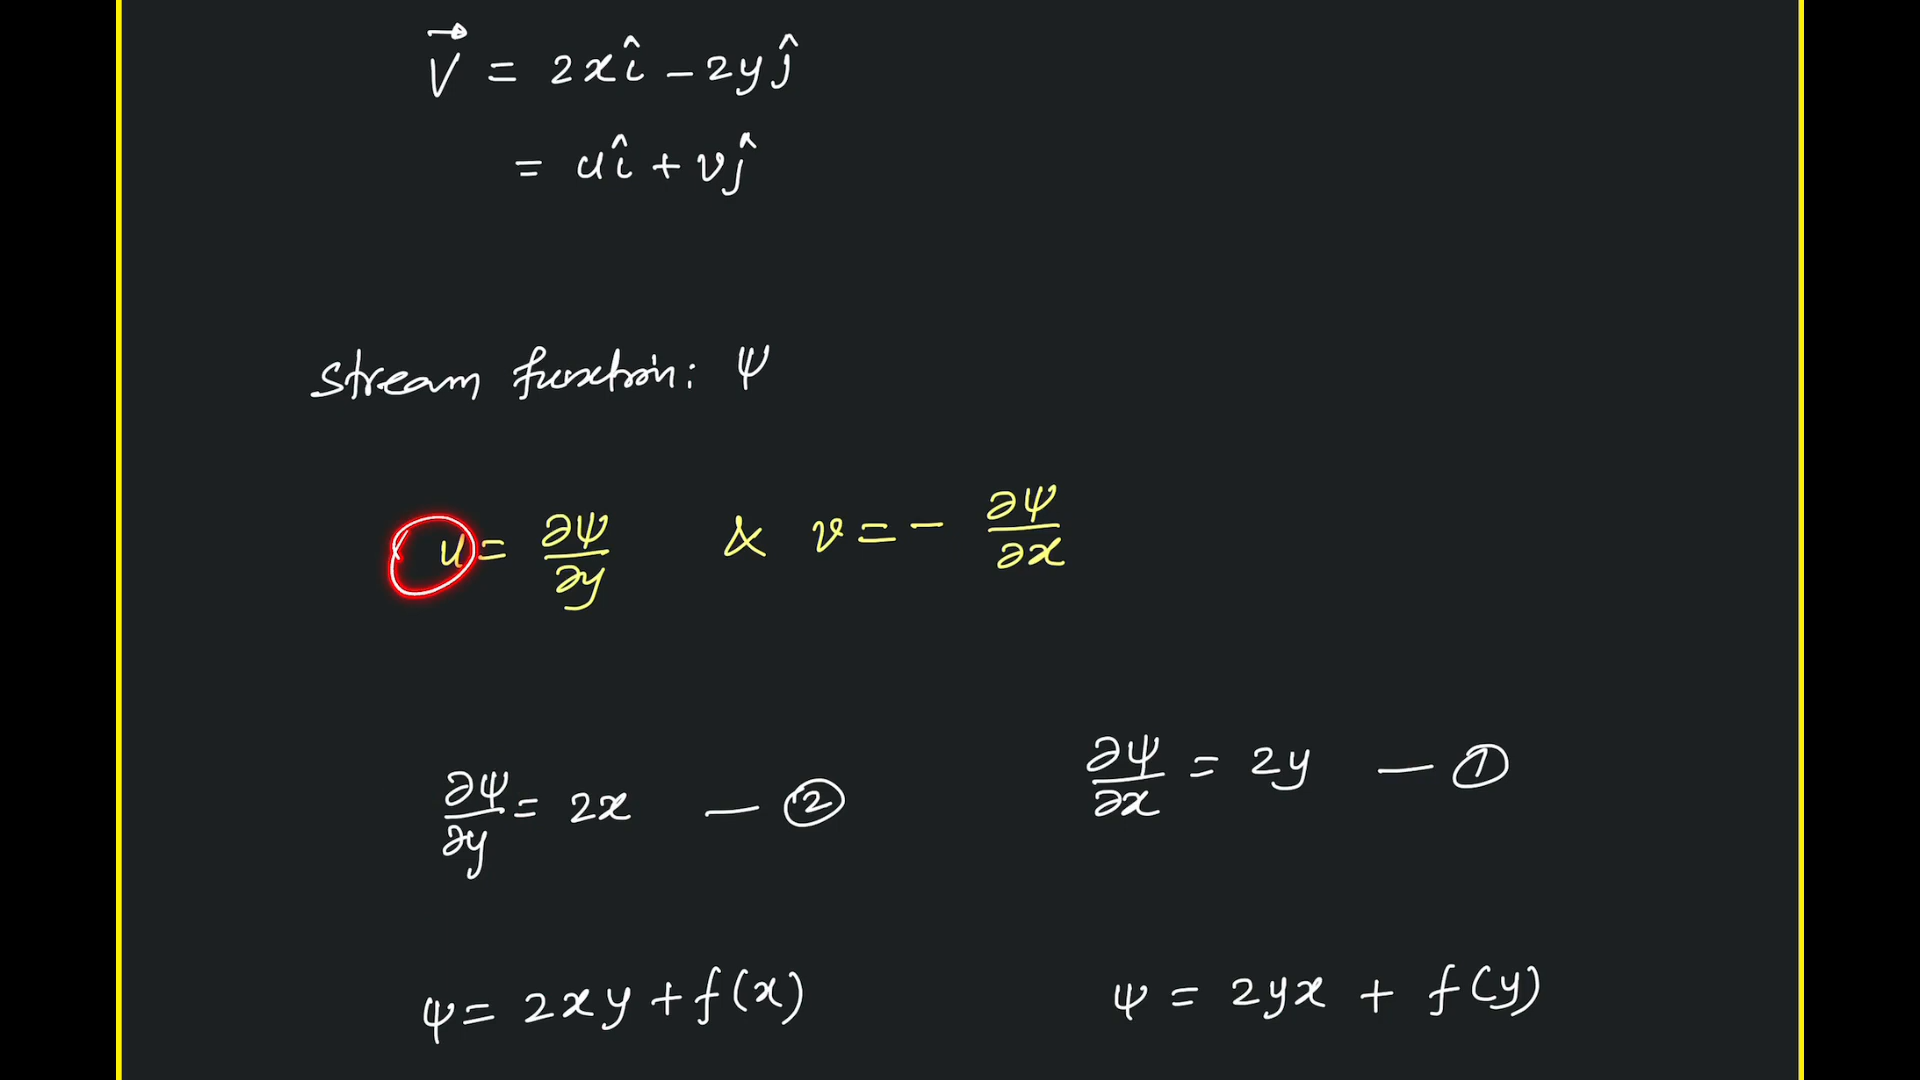 V⃗ = 2xî - 2yĵ
= uî + vĵ
Stream function: ψ
u = ∂ψ/∂y & v = - ∂ψ/∂x
∂ψ/∂x = 2y — ①
∂ψ/∂y = 2x — ②
ψ = 2xy + f(x) ψ = 2yx + f(y)